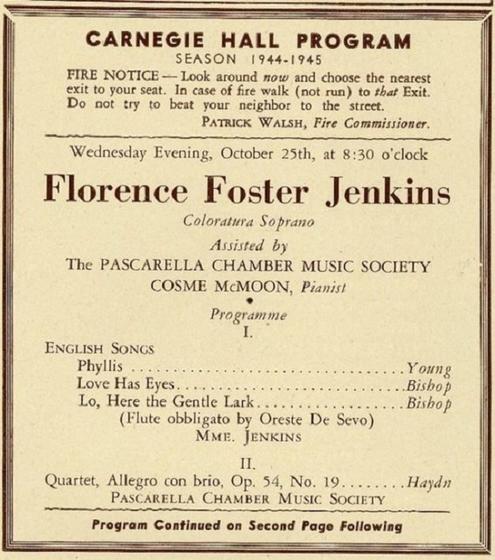 CARNEGIE HALL PROGRAM
SEASON 1944-1945
FIRE NOTICE — Look around now and choose the nearest
exit to your seat. In case of fire walk (not run) to that Exit.
Do not try to beat your neighbor to the street.
PATRICK WALSH, Fire Commissioner.
Wednesday Evening, October 25th, at 8:30 o'clock
Florence Foster Jenkins
Coloratura Soprano
Assisted by
The PASCARELLA CHAMBER MUSIC SOCIETY
COSME McMOON, Pianist
Programme
I.
ENGLISH SONGS
Phyllis ................................Young
Love Has Eyes..........................Bishop
Lo, Here the Gentle Lark................Bishop
(Flute obbligato by Oreste De Sevo)
MME. JENKINS
II.
Quartet, Allegro con brio, Op. 54, No. 19........Haydn
PASCARELLA CHAMBER MUSIC SOCIETY
Program Continued on Second Page Following